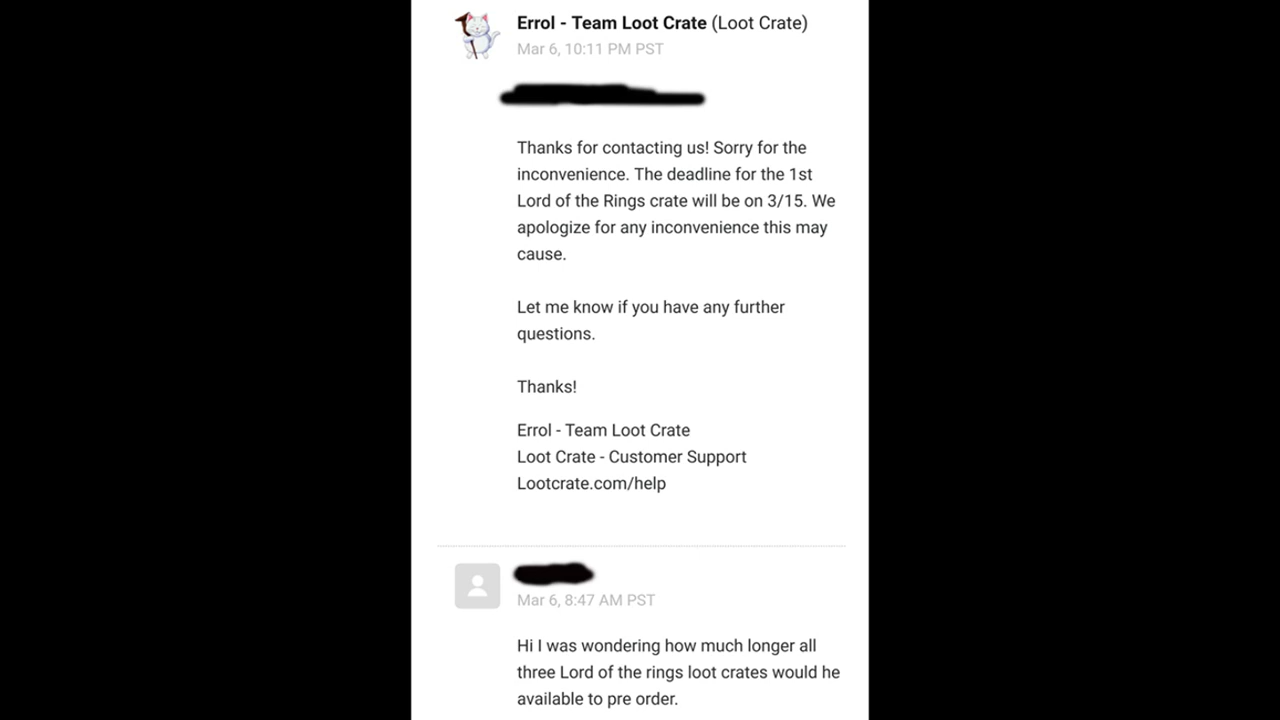 Errol - Team Loot Crate (Loot Crate)
Mar 6, 10:11 PM PST
Thanks for contacting us! Sorry for the
inconvenience. The deadline for the 1st
Lord of the Rings crate will be on 3/15. We
apologize for any inconvenience this may
cause.
Let me know if you have any further
questions.
Thanks!
Errol - Team Loot Crate
Loot Crate - Customer Support
Lootcrate.com/help
Mar 6, 8:47 AM PST
Hi I was wondering how much longer all
three Lord of the rings loot crates would he
available to pre order.